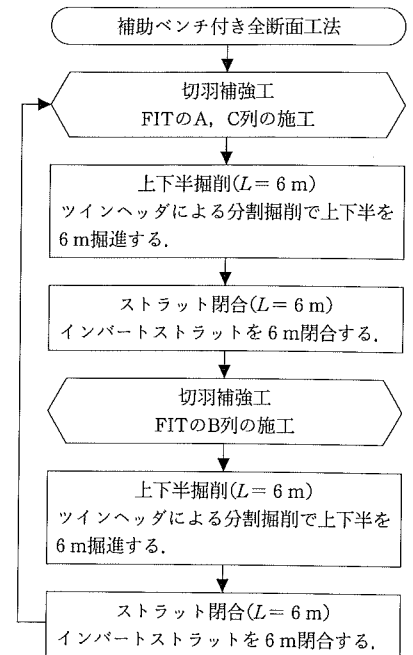 補助ベンチ付き全断面工法
切羽補強工
FITのA，C列の施工
上下半掘削(L＝6 m)
ツインヘッダによる分割掘削で上下半を
6 m掘進する．
ストラット閉合(L＝6 m)
インバートストラットを6 m閉合する．
切羽補強工
FITのB列の施工
上下半掘削(L＝6 m)
ツインヘッダによる分割掘削で上下半を
6 m掘進する．
ストラット閉合(L＝6 m)
インバートストラットを6 m閉合する．